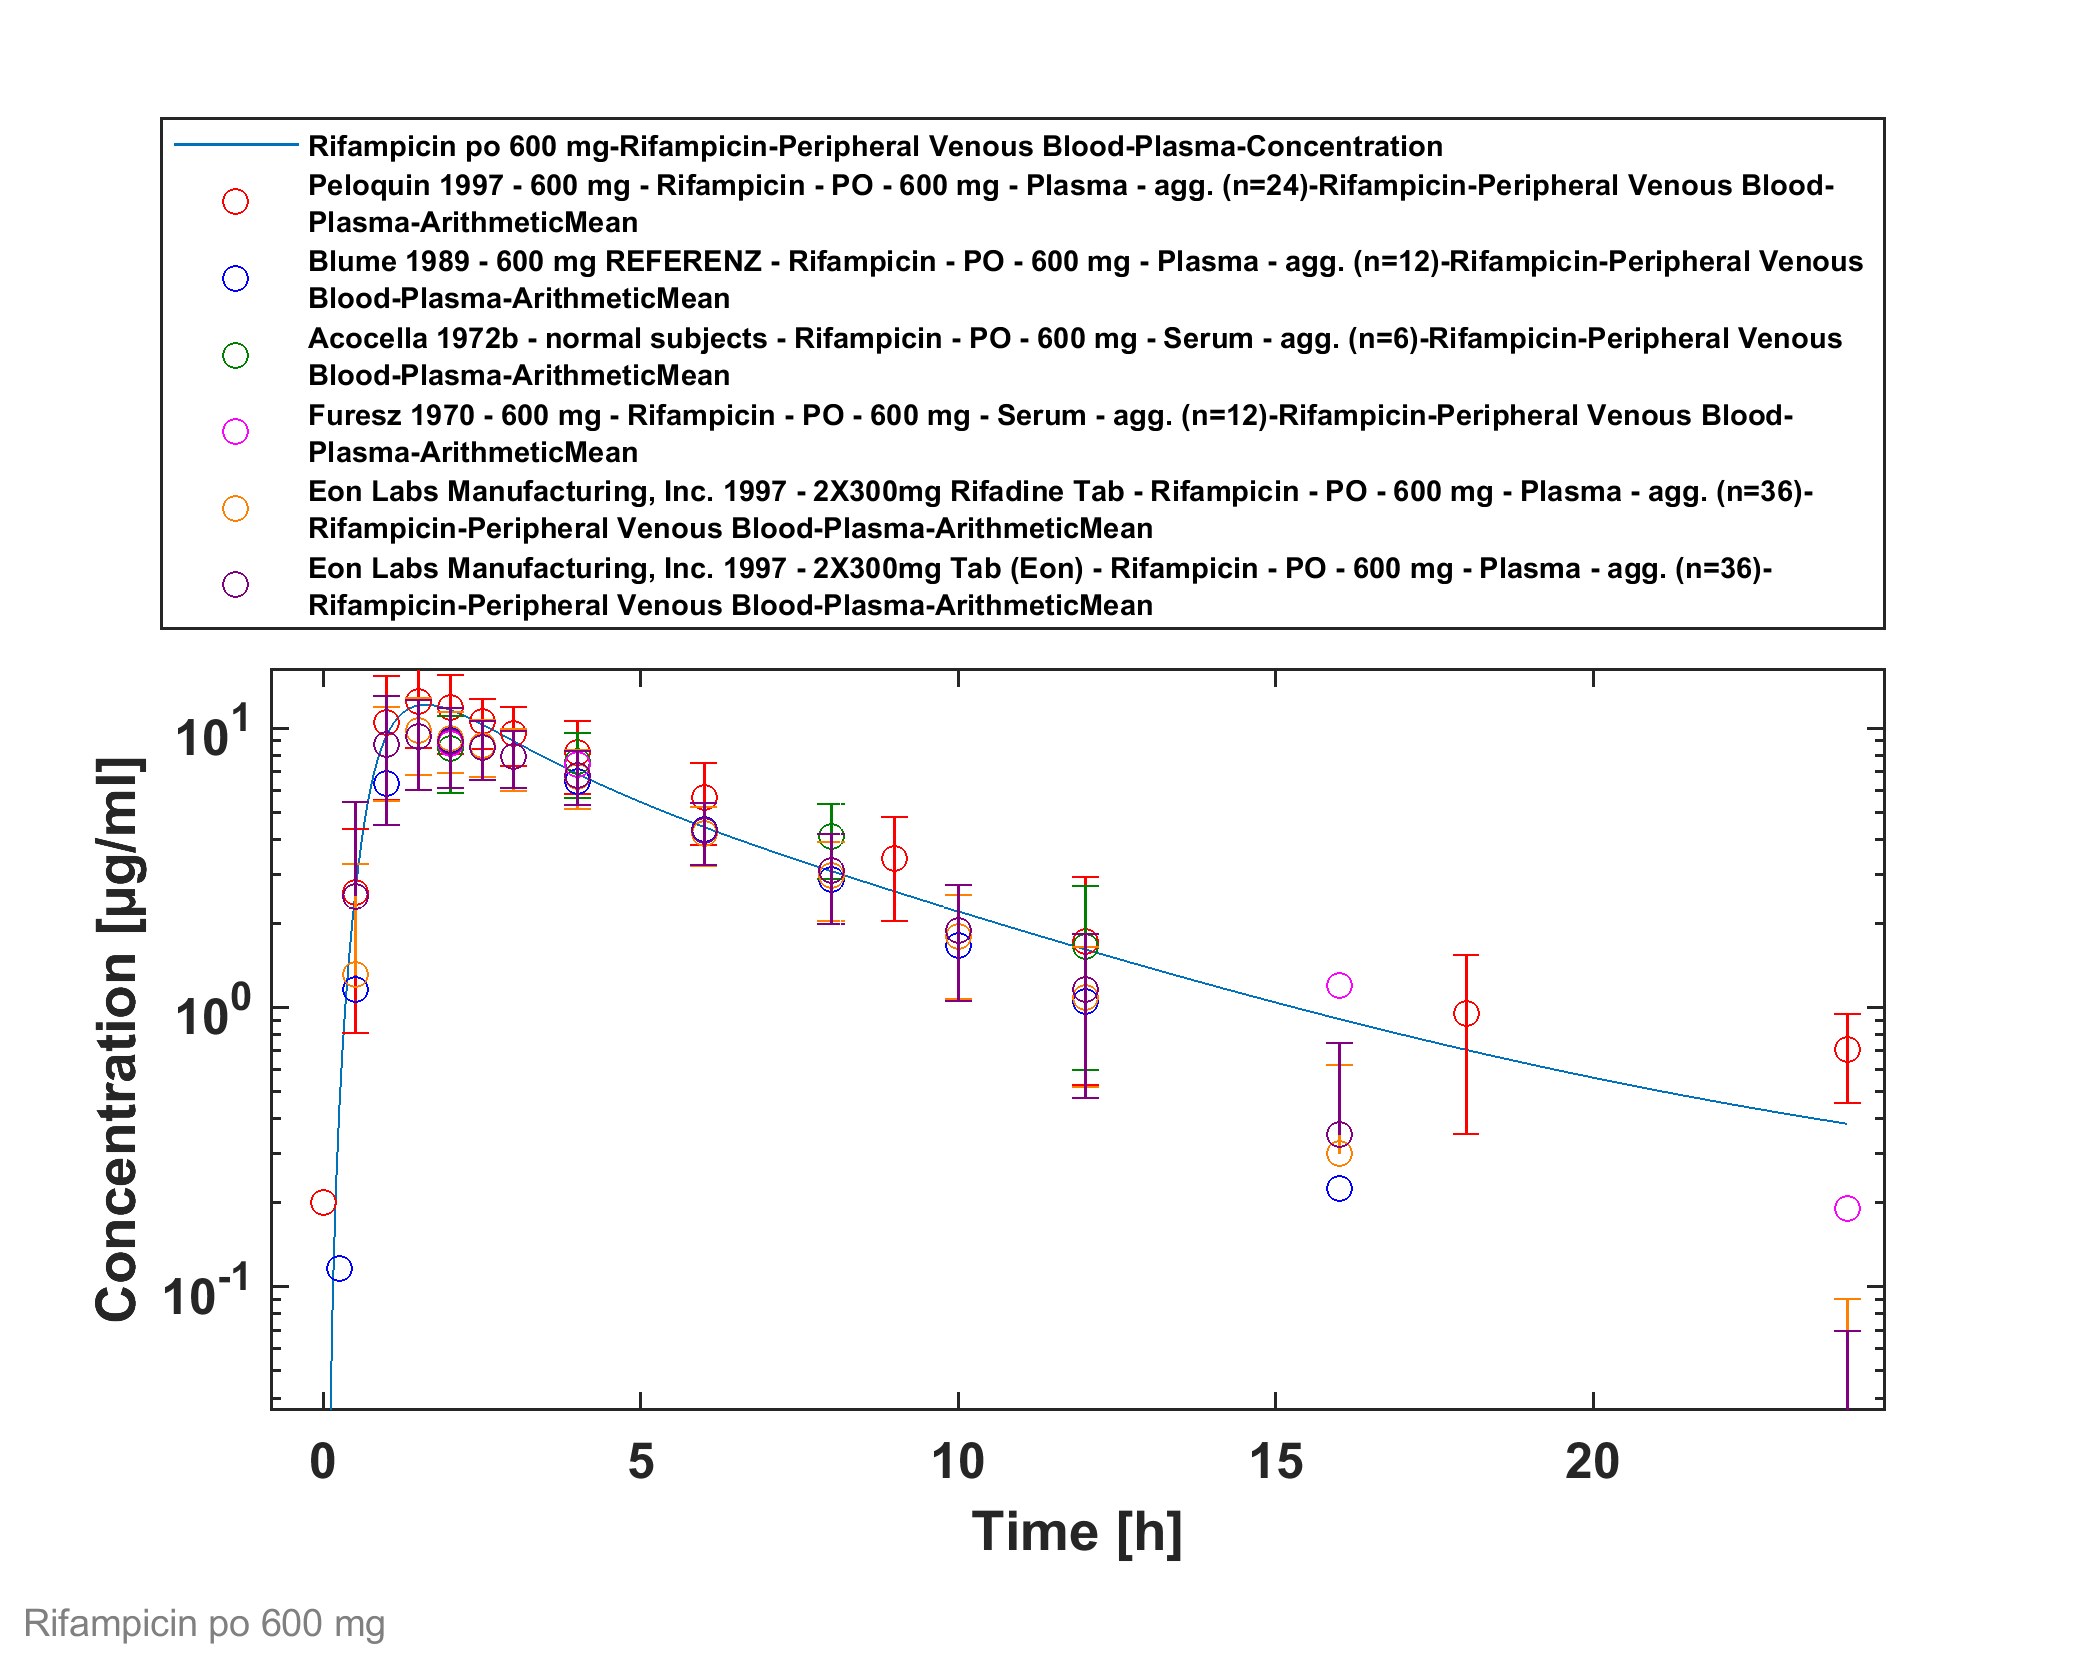 Rifampicin po 600 mg-Rifampicin-Peripheral Venous Blood-Plasma-Concentration
Peloquin 1997 - 600 mg - Rifampicin - PO - 600 mg - Plasma - agg. (n=24)-Rifampicin-Peripheral Venous Blood-
Plasma-ArithmeticMean
Blume 1989 - 600 mg REFERENZ - Rifampicin - PO - 600 mg - Plasma - agg. (n=12)-Rifampicin-Peripheral Venous
Blood-Plasma-ArithmeticMean
Acocella 1972b - normal subjects - Rifampicin - PO - 600 mg - Serum - agg. (n=6)-Rifampicin-Peripheral Venous
Blood-Plasma-ArithmeticMean
Furesz 1970 - 600 mg - Rifampicin - PO - 600 mg - Serum - agg. (n=12)-Rifampicin-Peripheral Venous Blood-
Plasma-ArithmeticMean
Eon Labs Manufacturing, Inc. 1997 - 2X300mg Rifadine Tab - Rifampicin - PO - 600 mg - Plasma - agg. (n=36)-
Rifampicin-Peripheral Venous Blood-Plasma-ArithmeticMean
Eon Labs Manufacturing, Inc. 1997 - 2X300mg Tab (Eon) - Rifampicin - PO - 600 mg - Plasma - agg. (n=36)-
Rifampicin-Peripheral Venous Blood-Plasma-ArithmeticMean
Concentration [µg/ml]
10^1
10^0
10^-1
0 5 10 15 20
Time [h]
Rifampicin po 600 mg